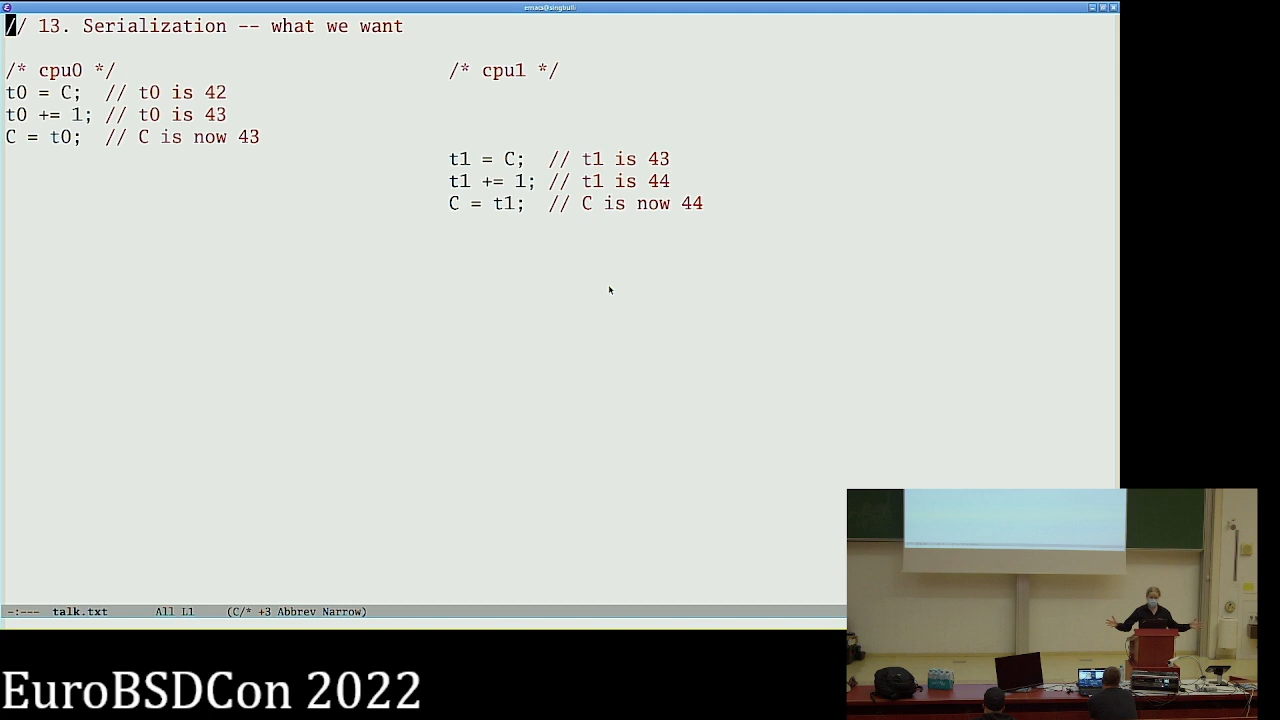 emacs@singbulli
// 13. Serialization -- what we want
/* cpu0 */ /* cpu1 */
t0 = C; // t0 is 42
t0 += 1; // t0 is 43
C = t0; // C is now 43
t1 = C; // t1 is 43
t1 += 1; // t1 is 44
C = t1; // C is now 44
-:--- talk.txt All L1 (C/* +3 Abbrev Narrow)
EuroBSDCon 2022